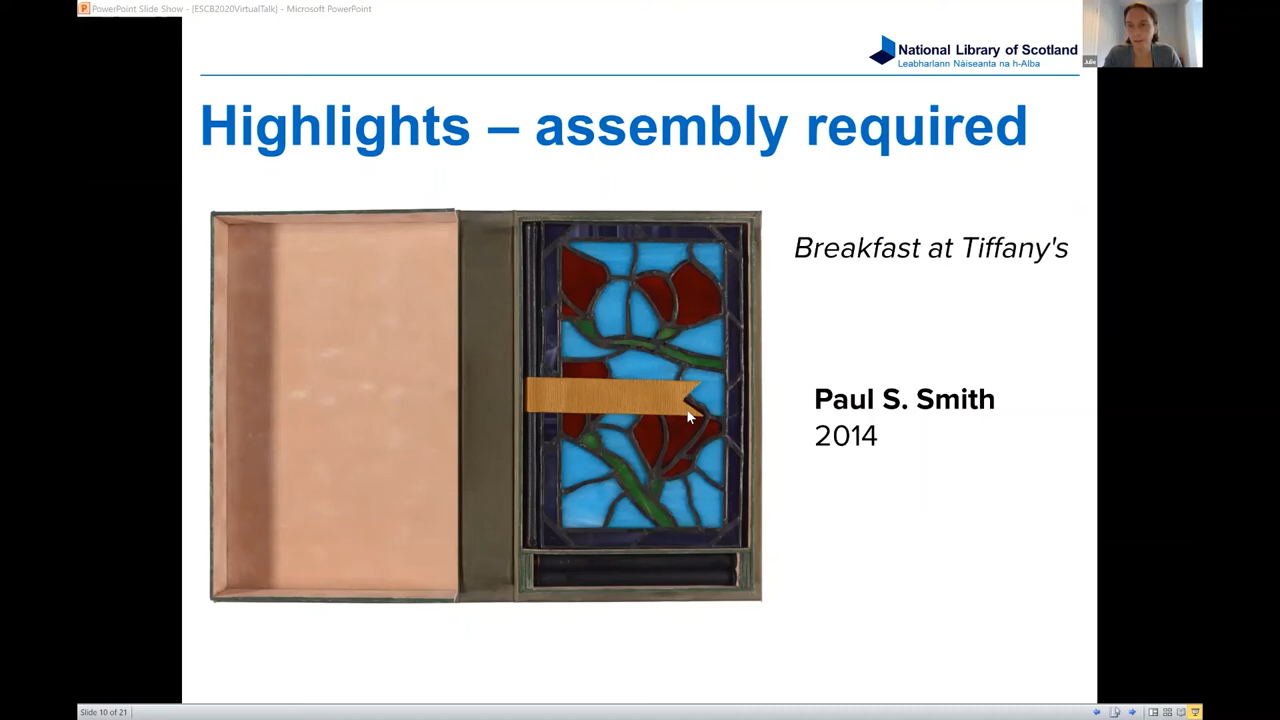 PowerPoint Slide Show - [ESCB2020VirtualTalk] - Microsoft PowerPoint
Julie
National Library of Scotland
Leabharlann Nàiseanta na h-Alba
Highlights – assembly required
Breakfast at Tiffany's
Paul S. Smith
2014
Slide 10 of 21